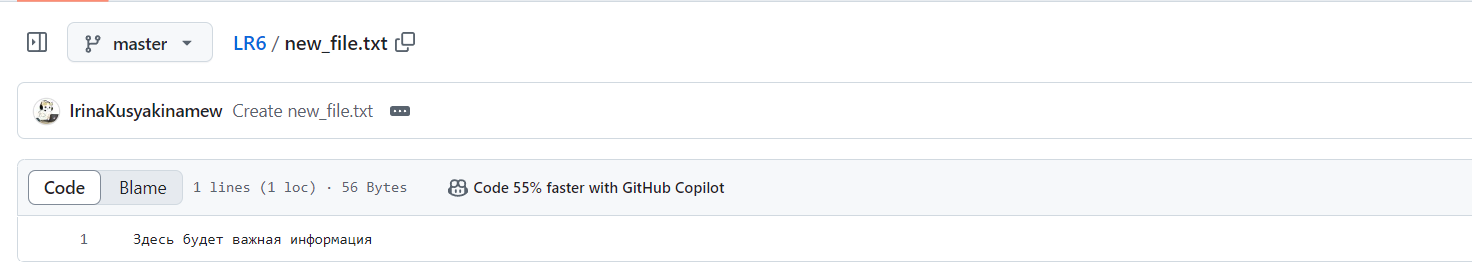 master LR6 / new_file.txt
IrinaKusyakinamew Create new_file.txt
Code Blame 1 lines (1 loc) · 56 Bytes Code 55% faster with GitHub Copilot
1 Здесь будет важная информация